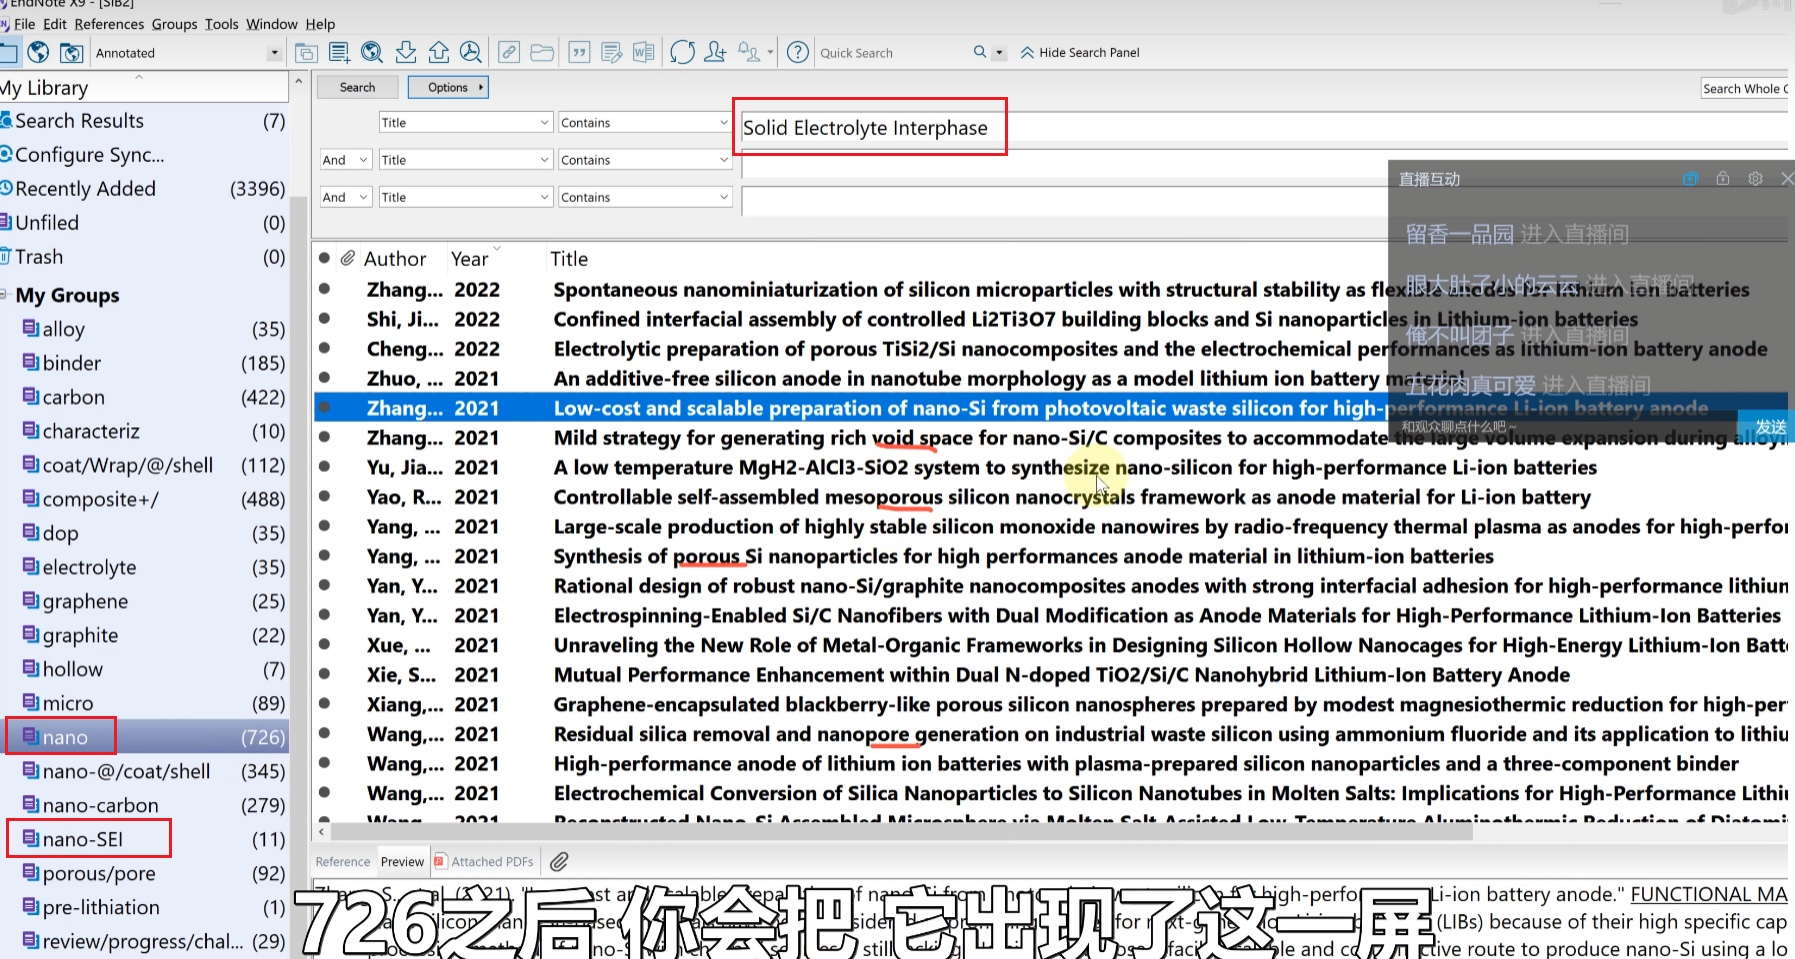 EndNote X9 - [SiB2]
File Edit References Groups Tools Window Help
Annotated
Quick Search
Hide Search Panel
My Library
Search Results (7)
Configure Sync...
Recently Added (3396)
Unfiled (0)
Trash (0)
My Groups
alloy (35)
binder (185)
carbon (422)
characteriz (10)
coat/Wrap/@/shell (112)
composite+/ (488)
dop (35)
electrolyte (35)
graphene (25)
graphite (22)
hollow (7)
micro (89)
nano (726)
nano-@/coat/shell (345)
nano-carbon (279)
nano-SEI (11)
porous/pore (92)
pre-lithiation (1)
review/progress/chal... (29)
Search Options Search Whole
Title Contains Solid Electrolyte Interphase
And Title Contains
And Title Contains
Author Year Title
Zhang... 2022 Spontaneous nanominiaturization of silicon microparticles with structural stability as flexible anodes for lithium ion batteries
Shi, Ji... 2022 Confined interfacial assembly of controlled Li2Ti3O7 building blocks and Si nanoparticles in Lithium-ion batteries
Cheng... 2022 Electrolytic preparation of porous TiSi2/Si nanocomposites and the electrochemical performances as lithium-ion battery anode
Zhuo, ... 2021 An additive-free silicon anode in nanotube morphology as a model lithium ion battery material
Zhang... 2021 Low-cost and scalable preparation of nano-Si from photovoltaic waste silicon for high-performance Li-ion battery anode
Zhang... 2021 Mild strategy for generating rich void space for nano-Si/C composites to accommodate the large volume expansion during alloyi
Yu, Jia... 2021 A low temperature MgH2-AlCl3-SiO2 system to synthesize nano-silicon for high-performance Li-ion batteries
Yao, R... 2021 Controllable self-assembled mesoporous silicon nanocrystals framework as anode material for Li-ion battery
Yang, ... 2021 Large-scale production of highly stable silicon monoxide nanowires by radio-frequency thermal plasma as anodes for high-perfor
Yang, ... 2021 Synthesis of porous Si nanoparticles for high performances anode material in lithium-ion batteries
Yan, Y... 2021 Rational design of robust nano-Si/graphite nanocomposites anodes with strong interfacial adhesion for high-performance lithium
Yan, Y... 2021 Electrospinning-Enabled Si/C Nanofibers with Dual Modification as Anode Materials for High-Performance Lithium-Ion Batteries
Xue, ... 2021 Unraveling the New Role of Metal-Organic Frameworks in Designing Silicon Hollow Nanocages for High-Energy Lithium-Ion Batt
Xie, S... 2021 Mutual Performance Enhancement within Dual N-doped TiO2/Si/C Nanohybrid Lithium-Ion Battery Anode
Xiang,... 2021 Graphene-encapsulated blackberry-like porous silicon nanospheres prepared by modest magnesiothermic reduction for high-per
Wang,... 2021 Residual silica removal and nanopore generation on industrial waste silicon using ammonium fluoride and its application to lithiu
Wang,... 2021 High-performance anode of lithium ion batteries with plasma-prepared silicon nanoparticles and a three-component binder
Wang,... 2021 Electrochemical Conversion of Silica Nanoparticles to Silicon Nanotubes in Molten Salts: Implications for High-Performance Lithiu
直播互动
留香一品园 进入直播间
眼大肚子小的云云 进入直播间
俺不叫团子 进入直播间
五花肉真可爱 进入直播间
和观众聊点什么吧~ 发送
Reference Preview Attached PDFs
high-perfor Li-ion battery anode." FUNCTIONAL MA
(LIBs) because of their high specific cap
route to produce nano-Si using a lo
726之后 你会把 它出现了这一屏